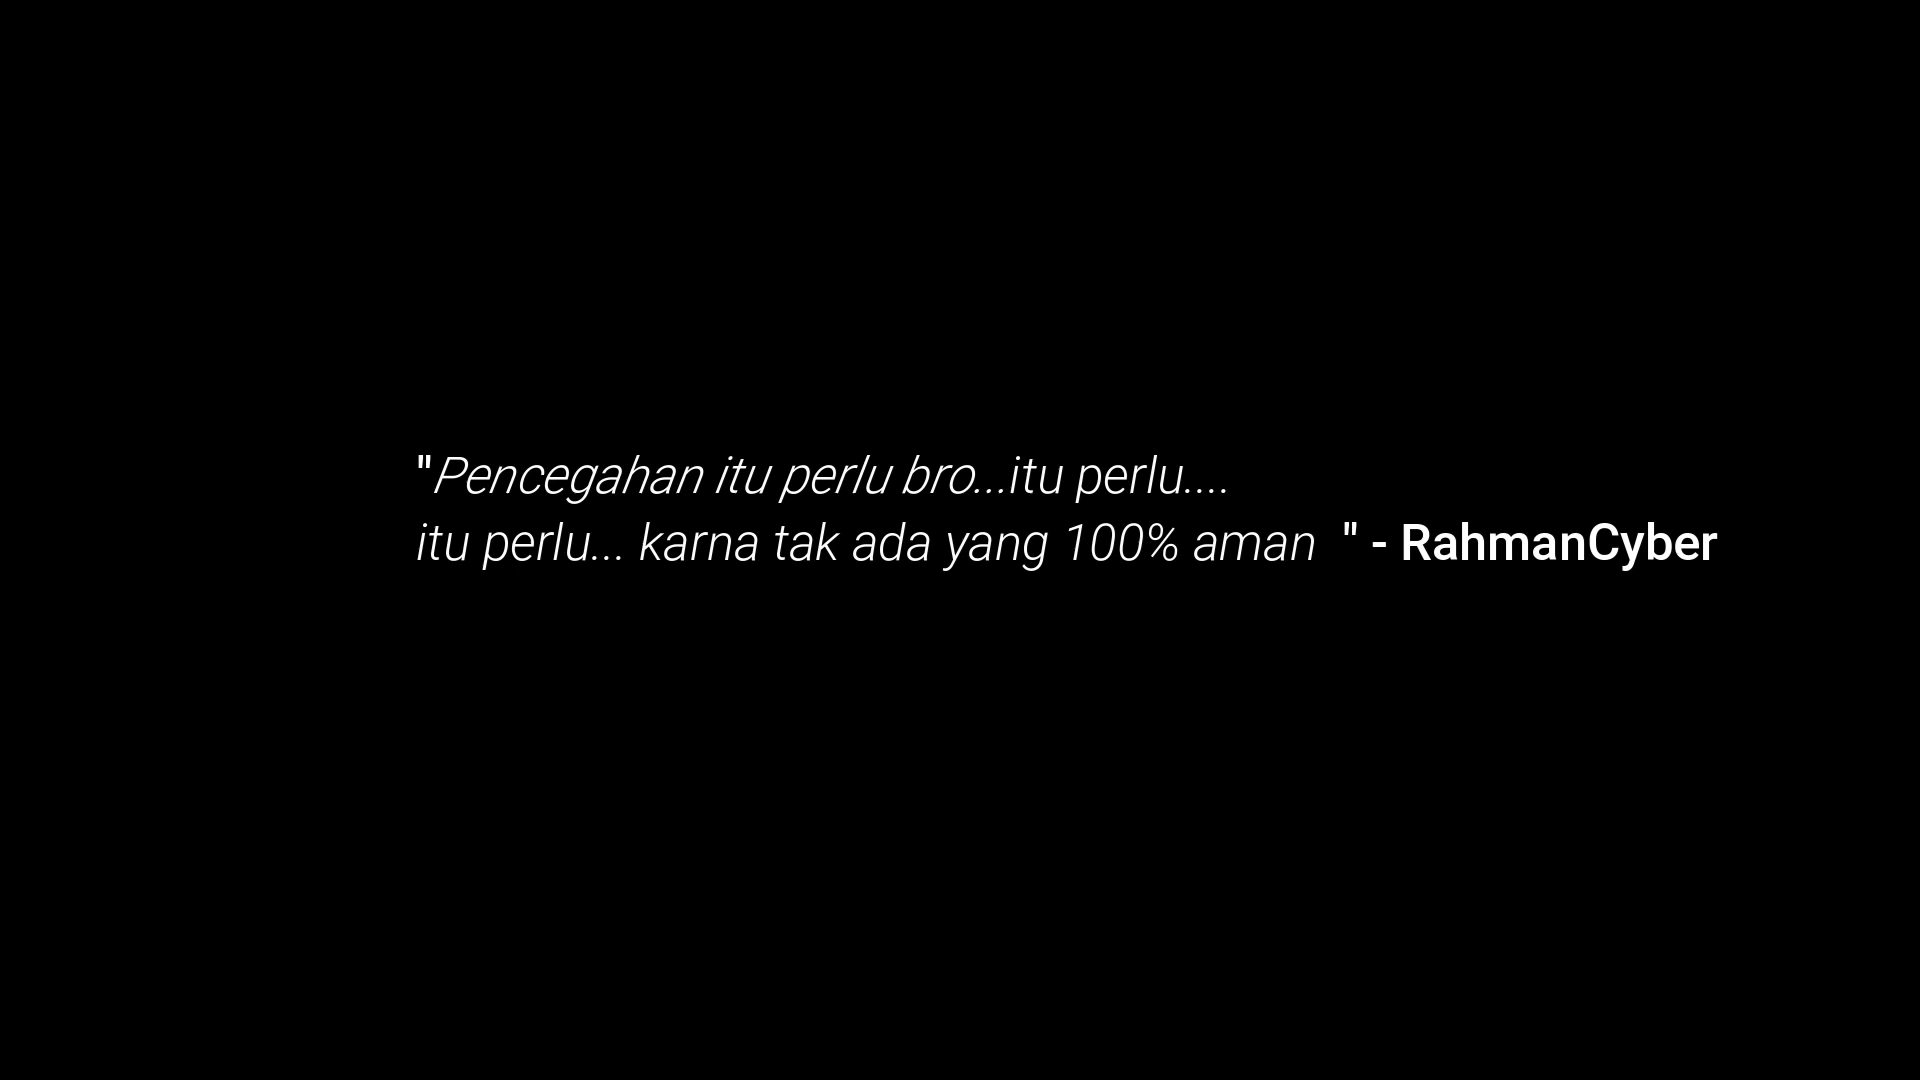 "Pencegahan itu perlu bro...itu perlu....
itu perlu... karna tak ada yang 100% aman  " - RahmanCyber